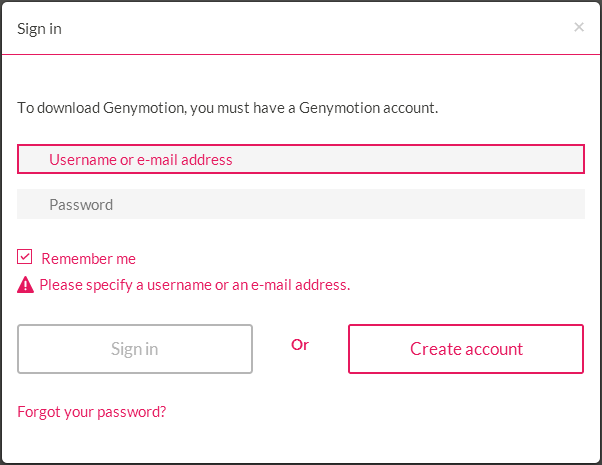 Sign in
×
To download Genymotion, you must have a Genymotion account.
Username or e-mail address
Password
Remember me
Please specify a username or an e-mail address.
Sign in Or Create account
Forgot your password?